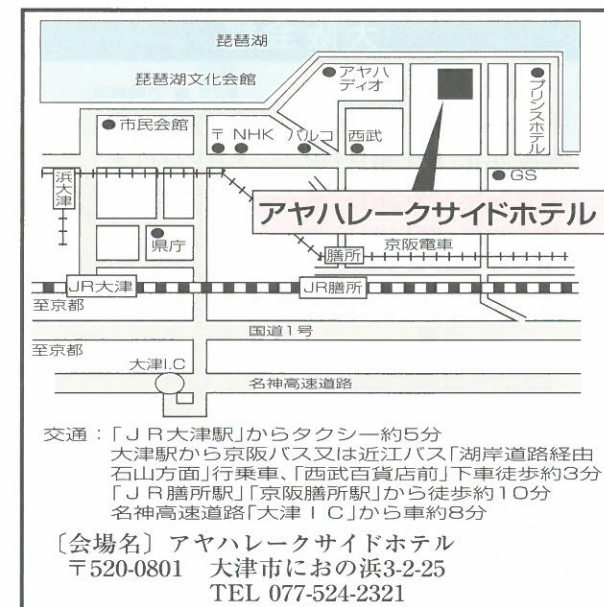 琵琶湖
琵琶湖文化会館
アヤハ
ディオ
プリンスホテル
市民会館
〒 NHK パルコ 西武
浜大津
GS
アヤハレークサイドホテル
県庁
膳所
京阪電車
JR大津
JR膳所
至京都
国道1号
至京都
大津I.C
名神高速道路
交通：「ＪＲ大津駅」からタクシー約5分
大津駅から京阪バス又は近江バス「湖岸道路経由
石山方面」行乗車、「西武百貨店前」下車徒歩約3分
「ＪＲ膳所駅」「京阪膳所駅」から徒歩約10分
名神高速道路「大津ＩＣ」から車約8分
〔会場名〕アヤハレークサイドホテル
〒520-0801 大津市におの浜3-2-25
TEL 077-524-2321